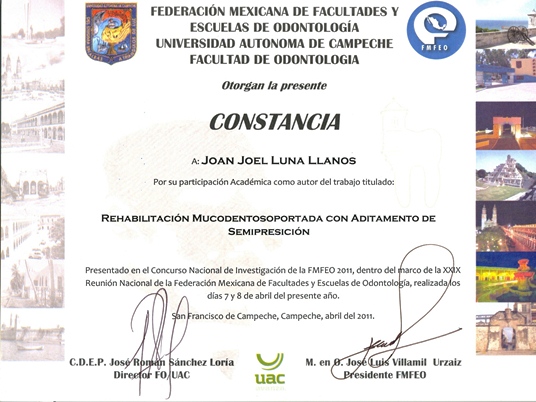 FEDERACIÓN MEXICANA DE FACULTADES Y
ESCUELAS DE ODONTOLOGÍA
UNIVERSIDAD AUTONOMA DE CAMPECHE
FACULTAD DE ODONTOLOGIA
FMFEO
Otorgan la presente
CONSTANCIA
A: JOAN JOEL LUNA LLANOS
Por su participación Académica como autor del trabajo titulado:
REHABILITACIÓN MUCODENTOSOPORTADA CON ADITAMENTO DE
SEMIPRESICIÓN
Presentado en el Concurso Nacional de Investigación de la FMFEO 2011, dentro del marco de la XXIX
Reunión Nacional de la Federación Mexicana de Facultades y Escuelas de Odontología, realizada los
días 7 y 8 de abril del presente año.
San Francisco de Campeche, Campeche, abril del 2011.
C.D.E.P. José Román Sánchez Loría
Director FO/UAC
uac
M. en O. José Luis Villamil Urzaiz
Presidente FMFEO